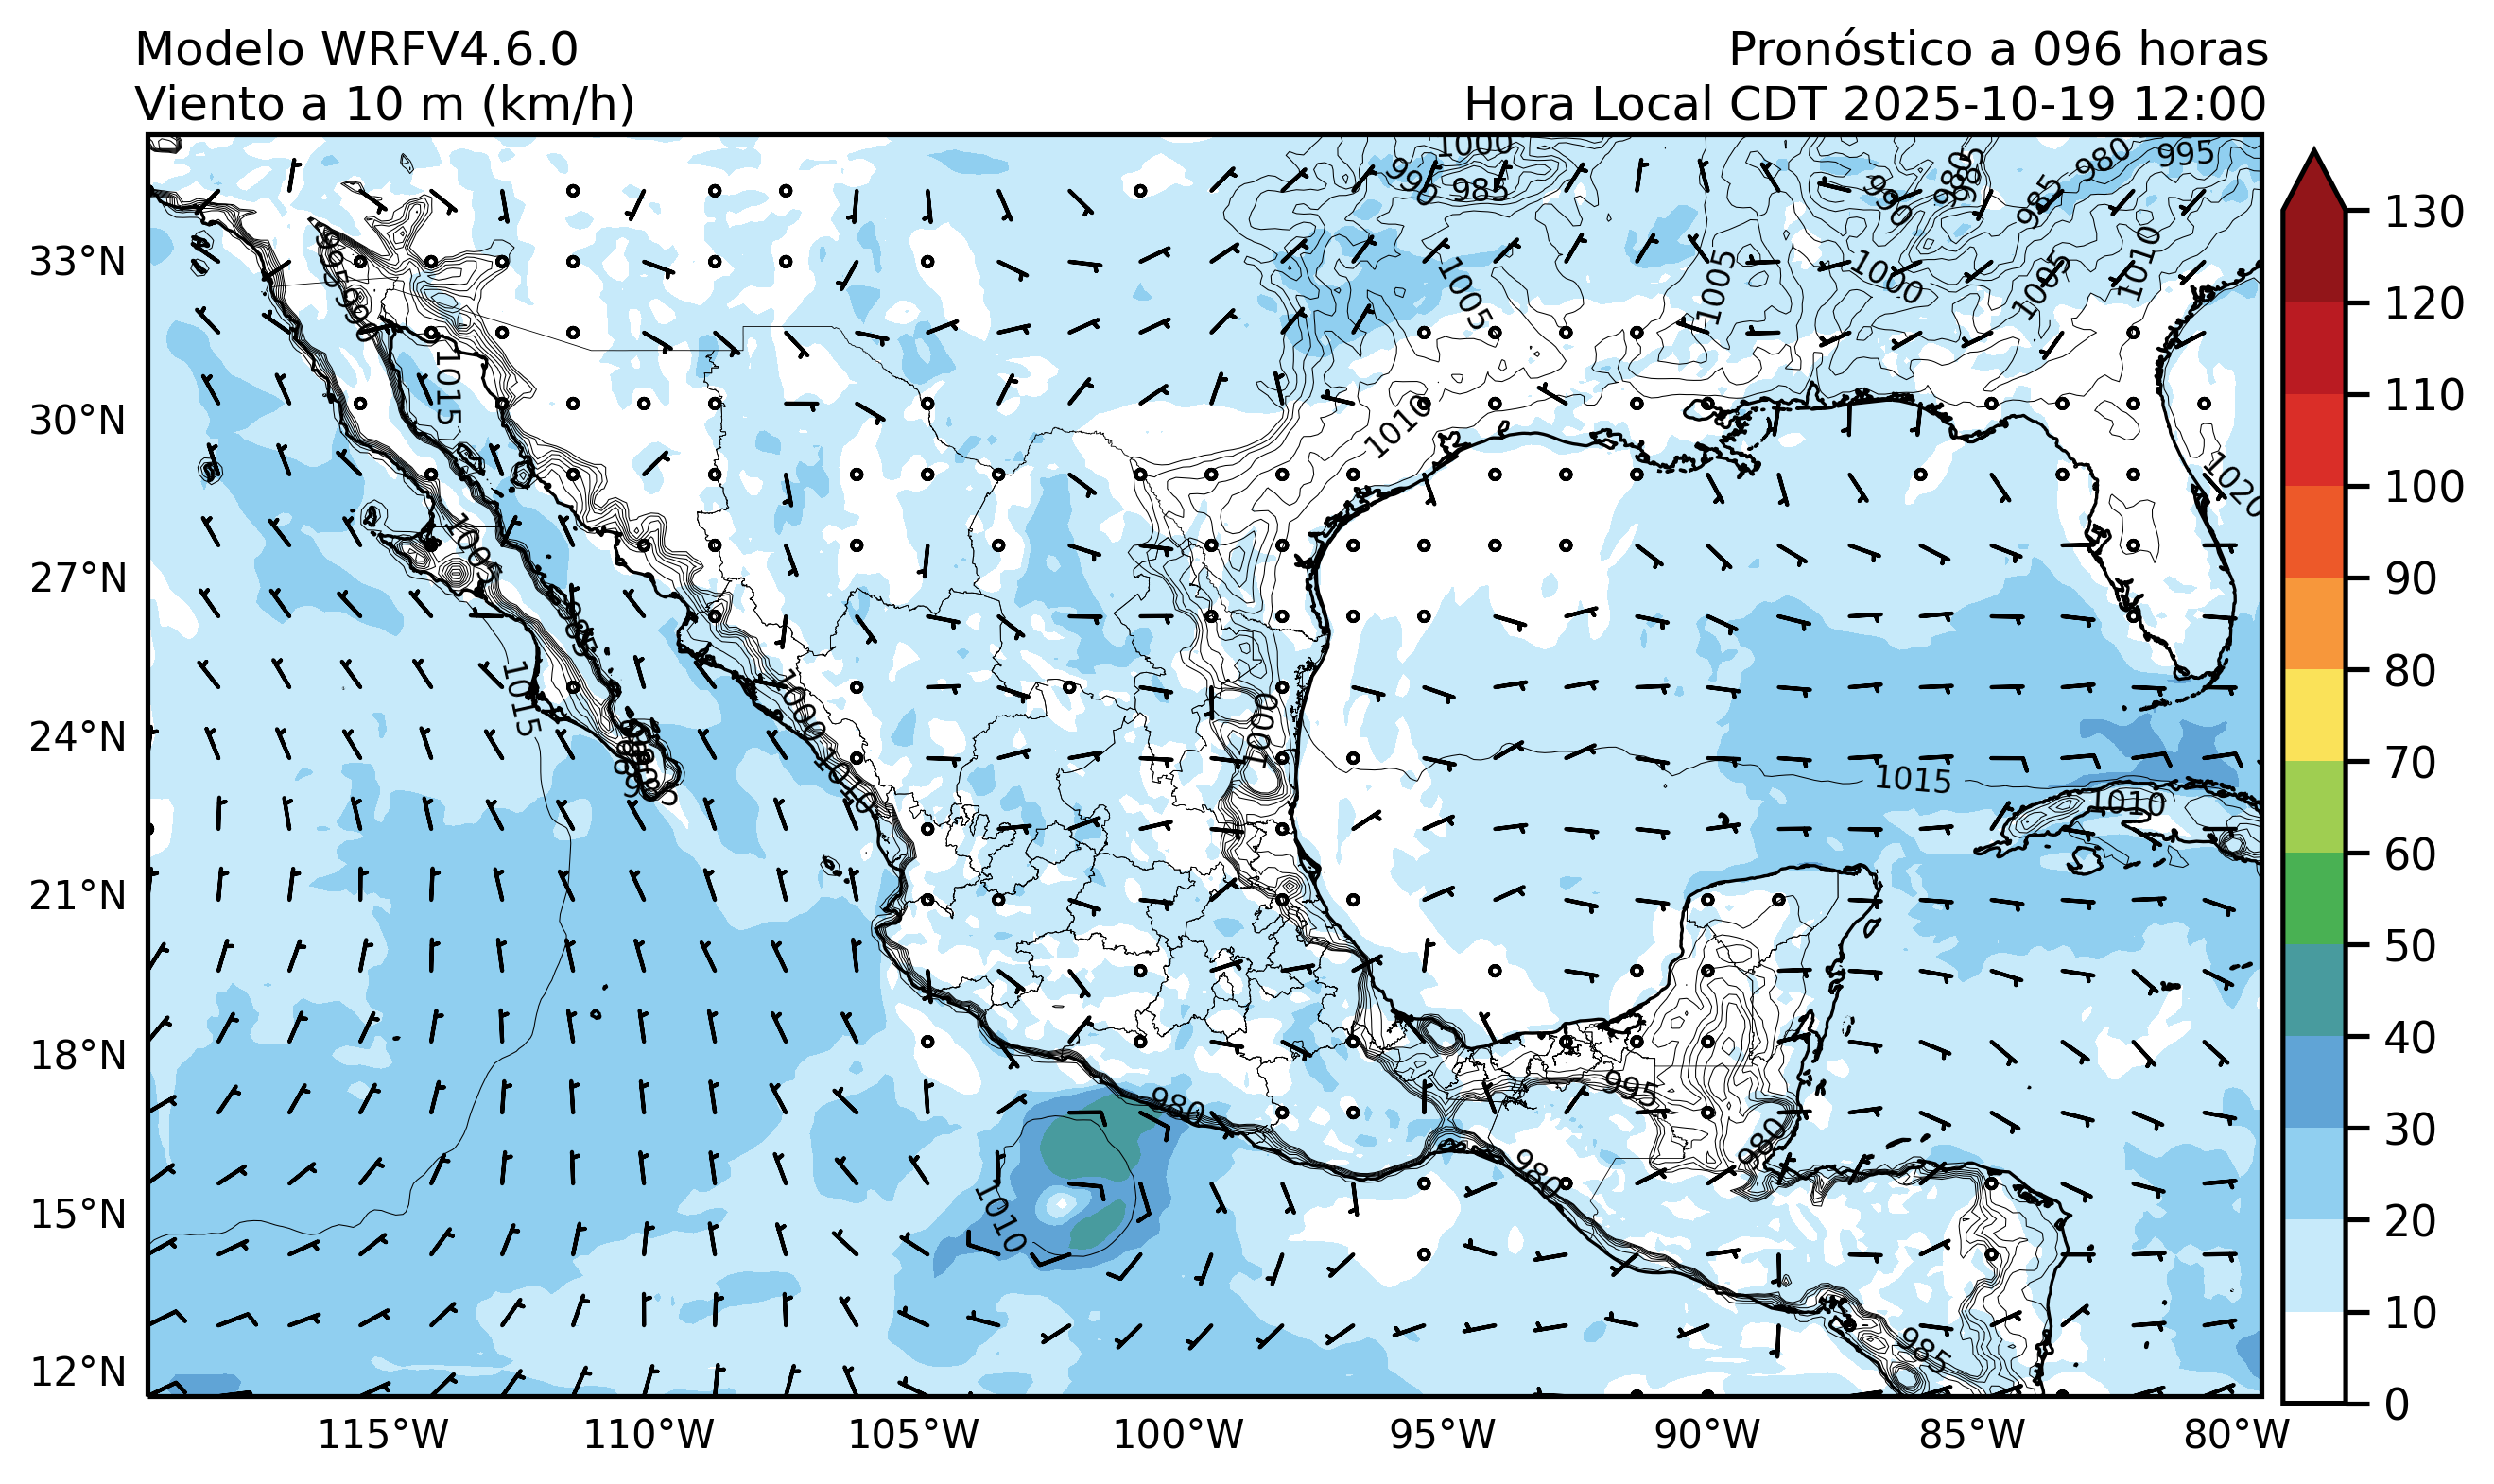 Modelo WRFV4.6.0
Viento a 10 m (km/h)
Pronóstico a 096 horas
Hora Local CDT 2025-10-19 12:00
33°N
30°N
27°N
24°N
21°N
18°N
15°N
12°N
115°W
110°W
105°W
100°W
95°W
90°W
85°W
80°W
130
120
110
100
90
80
70
60
50
40
30
20
10
0
1000
995
980
990
985
985
985
1010
1005
1005
1000
1005
1015
1010
1020
1000
1015
1000
1010
1015
1010
980
995
980
980
1010
985